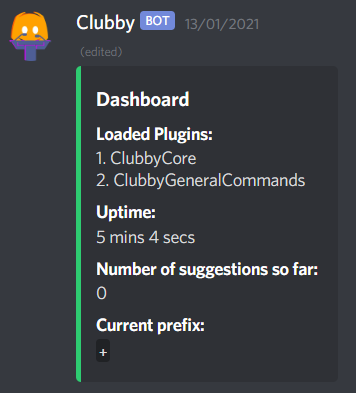 Clubby BOT 13/01/2021
(edited)
Dashboard
Loaded Plugins:
1. ClubbyCore
2. ClubbyGeneralCommands
Uptime:
5 mins 4 secs
Number of suggestions so far:
0
Current prefix:
+